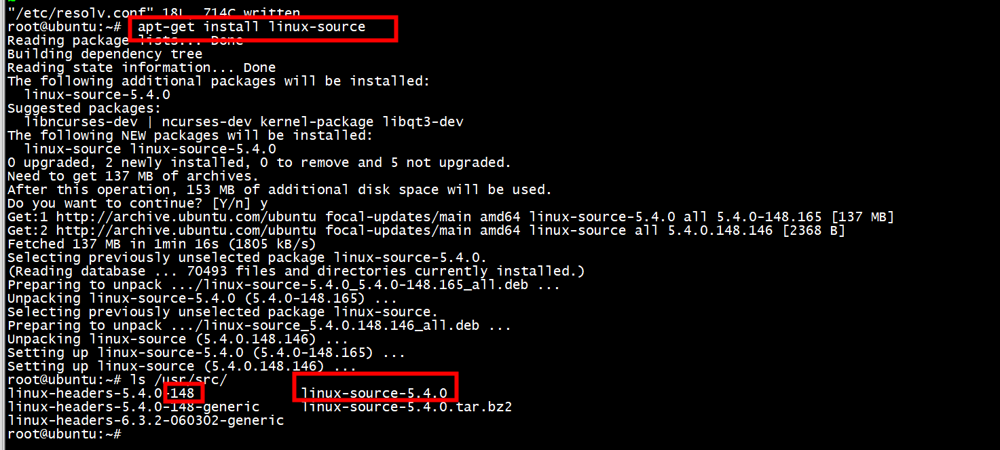 "/etc/resolv.conf" 18L, 714C written
root@ubuntu:~#  apt-get install linux-source
Reading package lists... Done
Building dependency tree
Reading state information... Done
The following additional packages will be installed:
  linux-source-5.4.0
Suggested packages:
  libncurses-dev | ncurses-dev kernel-package libqt3-dev
The following NEW packages will be installed:
  linux-source linux-source-5.4.0
0 upgraded, 2 newly installed, 0 to remove and 5 not upgraded.
Need to get 137 MB of archives.
After this operation, 153 MB of additional disk space will be used.
Do you want to continue? [Y/n] y
Get:1 http://archive.ubuntu.com/ubuntu focal-updates/main amd64 linux-source-5.4.0 all 5.4.0-148.165 [137 MB]
Get:2 http://archive.ubuntu.com/ubuntu focal-updates/main amd64 linux-source all 5.4.0.148.146 [2368 B]
Fetched 137 MB in 1min 16s (1805 kB/s)
Selecting previously unselected package linux-source-5.4.0.
(Reading database ... 70493 files and directories currently installed.)
Preparing to unpack .../linux-source-5.4.0_5.4.0-148.165_all.deb ...
Unpacking linux-source-5.4.0 (5.4.0-148.165) ...
Selecting previously unselected package linux-source.
Preparing to unpack .../linux-source_5.4.0.148.146_all.deb ...
Unpacking linux-source (5.4.0.148.146) ...
Setting up linux-source-5.4.0 (5.4.0-148.165) ...
Setting up linux-source (5.4.0.148.146) ...
root@ubuntu:~# ls /usr/src/
linux-headers-5.4.0-148             linux-source-5.4.0
linux-headers-5.4.0-148-generic     linux-source-5.4.0.tar.bz2
linux-headers-6.3.2-060302-generic
root@ubuntu:~#